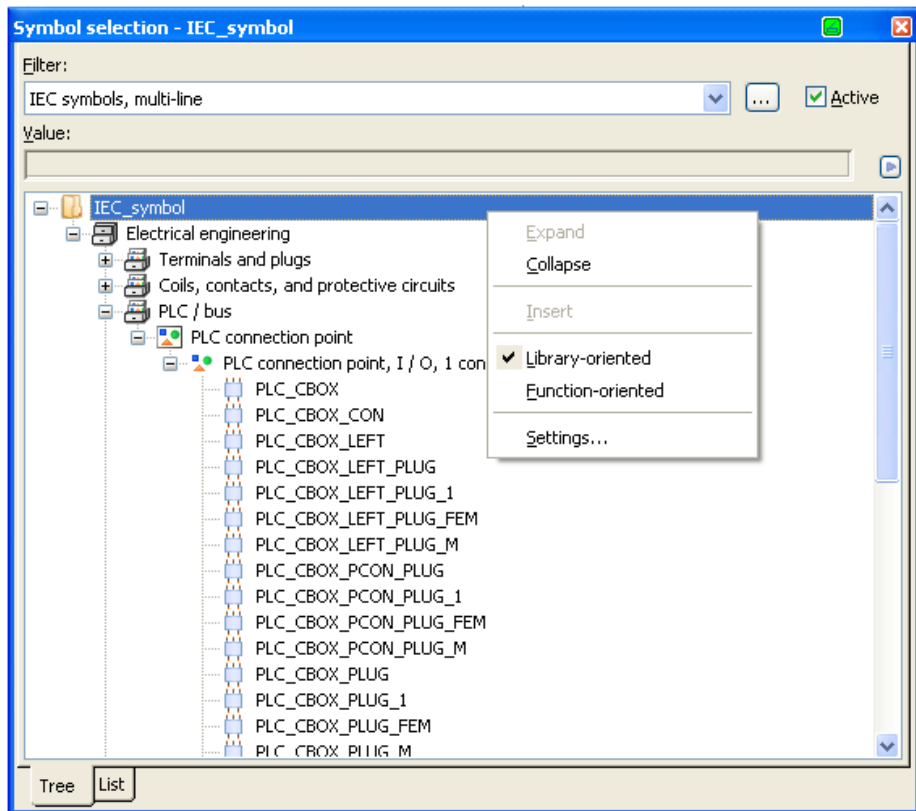 Symbol selection - IEC_symbol
Filter:
IEC symbols, multi-line
...
Active
Value:
IEC_symbol
Electrical engineering
Terminals and plugs
Coils, contacts, and protective circuits
PLC / bus
PLC connection point
PLC connection point, I / O, 1 con
PLC_CBOX
PLC_CBOX_CON
PLC_CBOX_LEFT
PLC_CBOX_LEFT_PLUG
PLC_CBOX_LEFT_PLUG_1
PLC_CBOX_LEFT_PLUG_FEM
PLC_CBOX_LEFT_PLUG_M
PLC_CBOX_PCON_PLUG
PLC_CBOX_PCON_PLUG_1
PLC_CBOX_PCON_PLUG_FEM
PLC_CBOX_PCON_PLUG_M
PLC_CBOX_PLUG
PLC_CBOX_PLUG_1
PLC_CBOX_PLUG_FEM
PLC_CBOX_PLUG_M
Expand
Collapse
Insert
Library-oriented
Function-oriented
Settings...
Tree
List